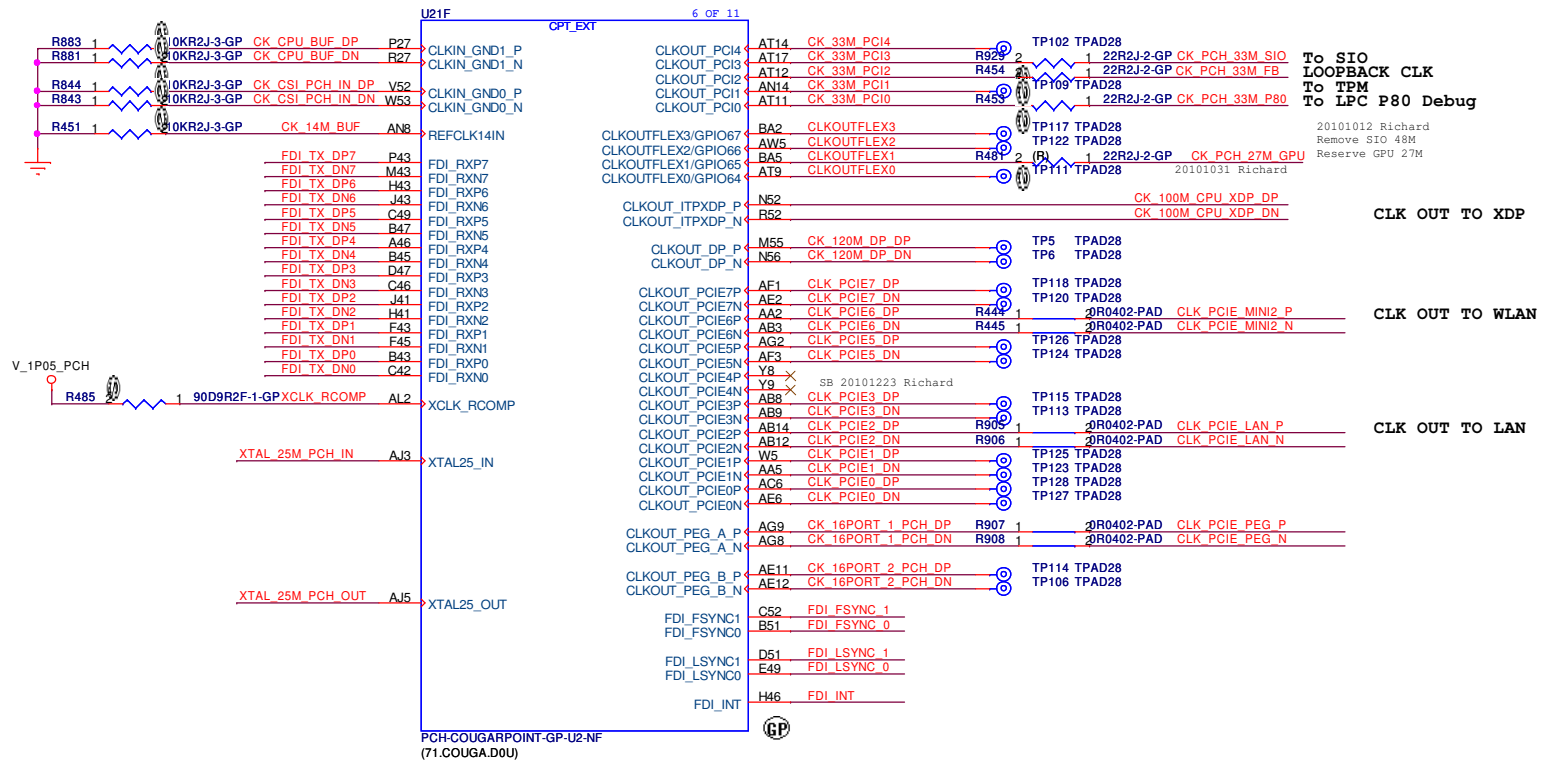 U21F 6 OF 11
CPT_EXT
R883 1 10KR2J-3-GP CK_CPU_BUF_DP P27 CLKIN_GND1_P
R881 1 10KR2J-3-GP CK_CPU_BUF_DN R27 CLKIN_GND1_N
R844 1 10KR2J-3-GP CK_CSI_PCH_IN_DP V52 CLKIN_GND0_P
R843 1 10KR2J-3-GP CK_CSI_PCH_IN_DN W53 CLKIN_GND0_N
R451 1 10KR2J-3-GP CK_14M_BUF AN8 REFCLK14IN
FDI_TX_DP7 P43 FDI_RXP7
FDI_TX_DN7 M43 FDI_RXN7
FDI_TX_DP6 H43 FDI_RXP6
FDI_TX_DN6 J43 FDI_RXN6
FDI_TX_DP5 C49 FDI_RXP5
FDI_TX_DN5 B47 FDI_RXN5
FDI_TX_DP4 A46 FDI_RXP4
FDI_TX_DN4 B45 FDI_RXN4
FDI_TX_DP3 D47 FDI_RXP3
FDI_TX_DN3 C46 FDI_RXN3
FDI_TX_DP2 J41 FDI_RXP2
FDI_TX_DN2 H41 FDI_RXN2
FDI_TX_DP1 F43 FDI_RXP1
FDI_TX_DN1 F45 FDI_RXN1
FDI_TX_DP0 B43 FDI_RXP0
FDI_TX_DN0 C42 FDI_RXN0
V_1P05_PCH
R485 2 1 90D9R2F-1-GP XCLK_RCOMP AL2 XCLK_RCOMP
XTAL_25M_PCH_IN AJ3 XTAL25_IN
XTAL_25M_PCH_OUT AJ5 XTAL25_OUT
CLKOUT_PCI4 AT14 CK_33M_PCI4 TP102 TPAD28
CLKOUT_PCI3 AT17 CK_33M_PCI3 R929 2 1 22R2J-2-GP CK_PCH_33M_SIO To SIO
CLKOUT_PCI2 AT12 CK_33M_PCI2 R454 1 22R2J-2-GP CK_PCH_33M_FB LOOPBACK CLK
CLKOUT_PCI1 AN14 CK_33M_PCI1 TP109 TPAD28 To TPM
CLKOUT_PCI0 AT11 CK_33M_PCI0 R453 1 22R2J-2-GP CK_PCH_33M_P80 To LPC P80 Debug
CLKOUTFLEX3/GPIO67 BA2 CLKOUTFLEX3 TP117 TPAD28
CLKOUTFLEX2/GPIO66 AW5 CLKOUTFLEX2 TP122 TPAD28
CLKOUTFLEX1/GPIO65 BA5 CLKOUTFLEX1 R481 2 (R) 1 22R2J-2-GP CK_PCH_27M_GPU
CLKOUTFLEX0/GPIO64 AT9 CLKOUTFLEX0 TP111 TPAD28
20101012 Richard
Remove SIO 48M
Reserve GPU 27M
20101031 Richard
CLKOUT_ITPXDP_P N52 CK_100M_CPU_XDP_DP
CLKOUT_ITPXDP_N R52 CK_100M_CPU_XDP_DN
CLK OUT TO XDP
CLKOUT_DP_P M55 CK_120M_DP_DP TP5 TPAD28
CLKOUT_DP_N N56 CK_120M_DP_DN TP6 TPAD28
CLKOUT_PCIE7P AF1 CLK_PCIE7_DP TP118 TPAD28
CLKOUT_PCIE7N AE2 CLK_PCIE7_DN TP120 TPAD28
CLKOUT_PCIE6P AA2 CLK_PCIE6_DP R444 1 2 0R0402-PAD CLK_PCIE_MINI2_P CLK OUT TO WLAN
CLKOUT_PCIE6N AB3 CLK_PCIE6_DN R445 1 2 0R0402-PAD CLK_PCIE_MINI2_N
CLKOUT_PCIE5P AG2 CLK_PCIE5_DP TP126 TPAD28
CLKOUT_PCIE5N AF3 CLK_PCIE5_DN TP124 TPAD28
CLKOUT_PCIE4P Y8
CLKOUT_PCIE4N Y9 SB 20101223 Richard
CLKOUT_PCIE3P AB8 CLK_PCIE3_DP TP115 TPAD28
CLKOUT_PCIE3N AB9 CLK_PCIE3_DN TP113 TPAD28
CLKOUT_PCIE2P AB14 CLK_PCIE2_DP R905 1 2 0R0402-PAD CLK_PCIE_LAN_P CLK OUT TO LAN
CLKOUT_PCIE2N AB12 CLK_PCIE2_DN R906 1 2 0R0402-PAD CLK_PCIE_LAN_N
CLKOUT_PCIE1P W5 CLK_PCIE1_DP TP125 TPAD28
CLKOUT_PCIE1N AA5 CLK_PCIE1_DN TP123 TPAD28
CLKOUT_PCIE0P AC6 CLK_PCIE0_DP TP128 TPAD28
CLKOUT_PCIE0N AE6 CLK_PCIE0_DN TP127 TPAD28
CLKOUT_PEG_A_P AG9 CK_16PORT_1_PCH_DP R907 1 2 0R0402-PAD CLK_PCIE_PEG_P
CLKOUT_PEG_A_N AG8 CK_16PORT_1_PCH_DN R908 1 2 0R0402-PAD CLK_PCIE_PEG_N
CLKOUT_PEG_B_P AE11 CK_16PORT_2_PCH_DP TP114 TPAD28
CLKOUT_PEG_B_N AE12 CK_16PORT_2_PCH_DN TP106 TPAD28
FDI_FSYNC1 C52 FDI_FSYNC_1
FDI_FSYNC0 B51 FDI_FSYNC_0
FDI_LSYNC1 D51 FDI_LSYNC_1
FDI_LSYNC0 E49 FDI_LSYNC_0
FDI_INT H46 FDI_INT
GP
PCH-COUGARPOINT-GP-U2-NF
(71.COUGA.D0U)